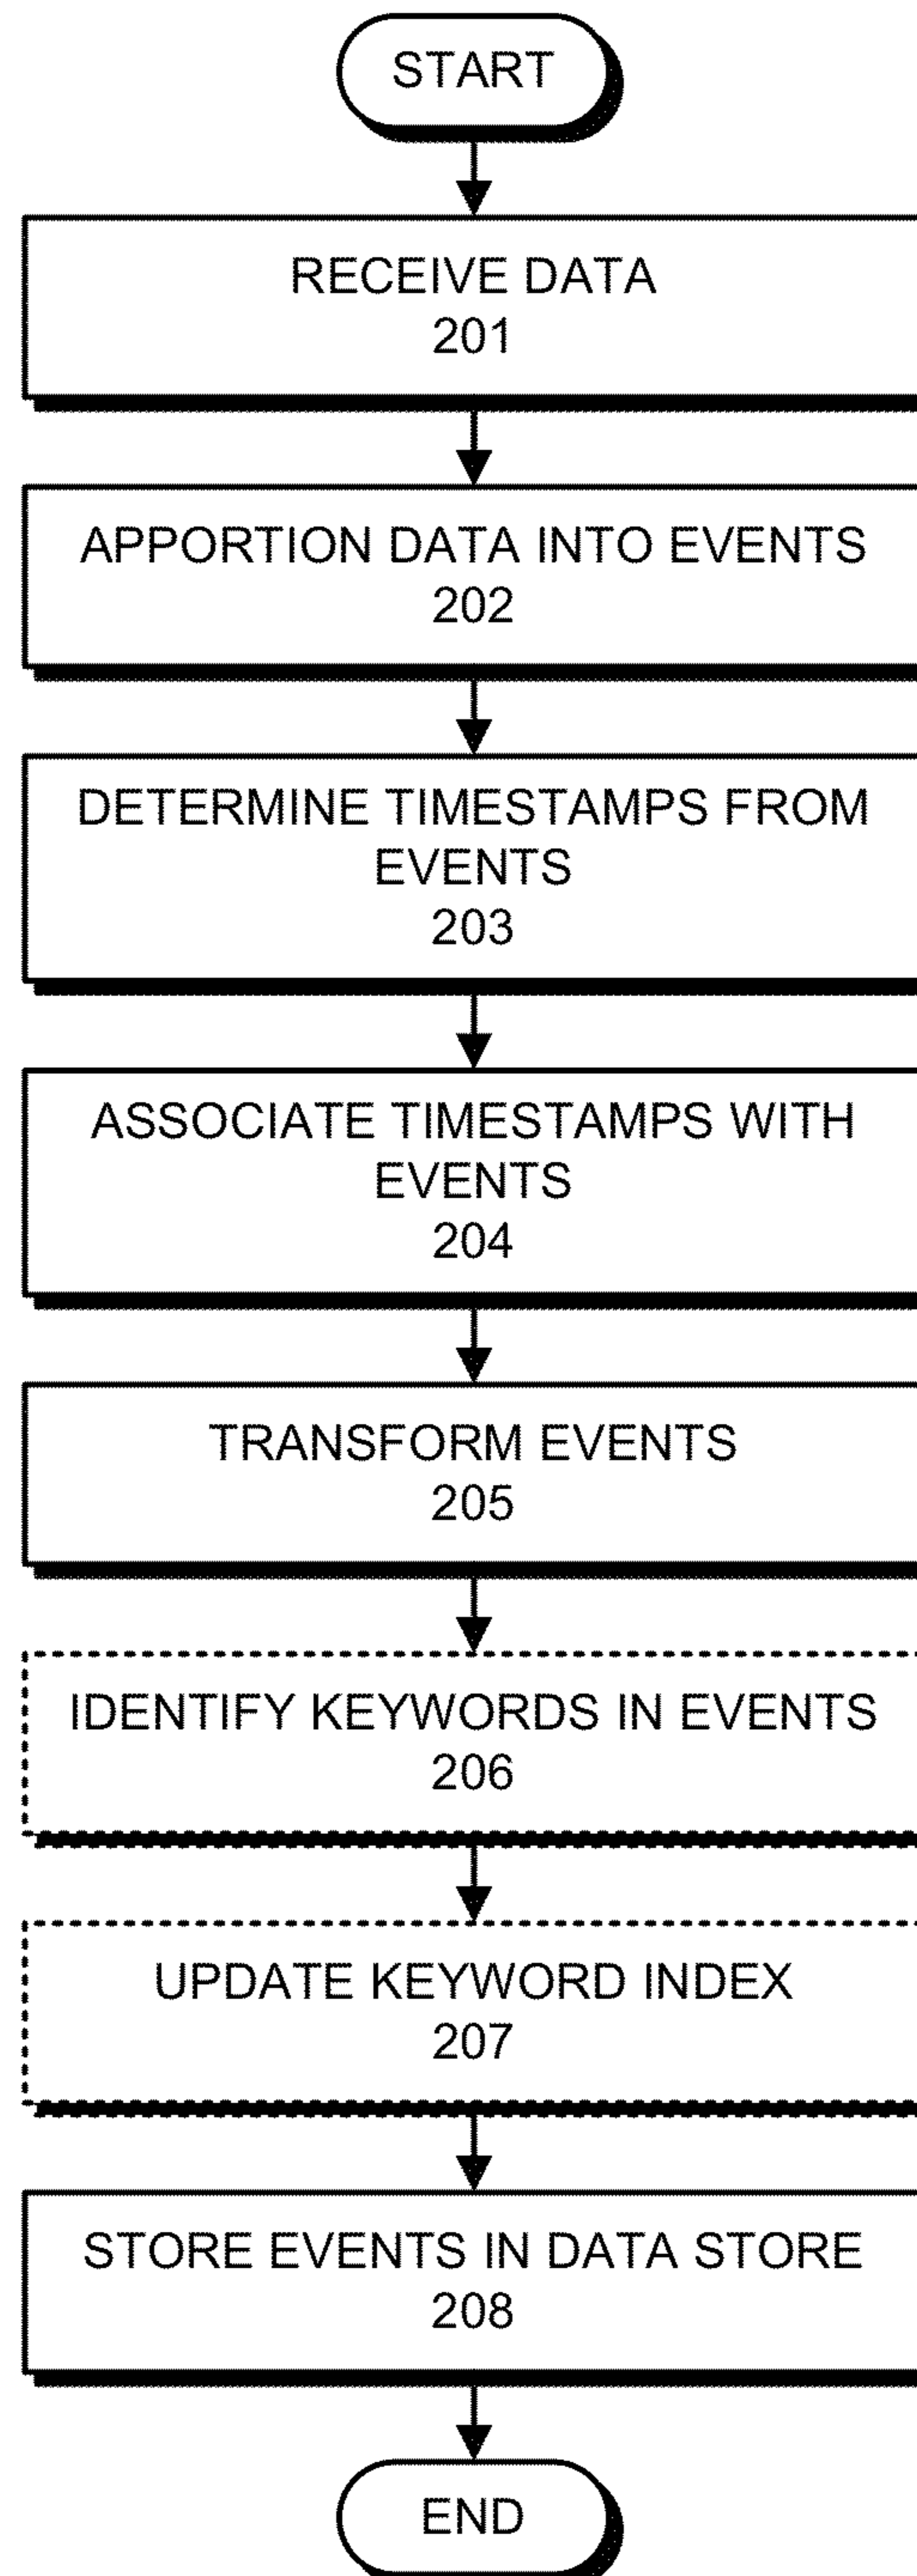 START
RECEIVE DATA
201
APPORTION DATA INTO EVENTS
202
DETERMINE TIMESTAMPS FROM
EVENTS
203
ASSOCIATE TIMESTAMPS WITH
EVENTS
204
TRANSFORM EVENTS
205
IDENTIFY KEYWORDS IN EVENTS
206
UPDATE KEYWORD INDEX
207
STORE EVENTS IN DATA STORE
208
END